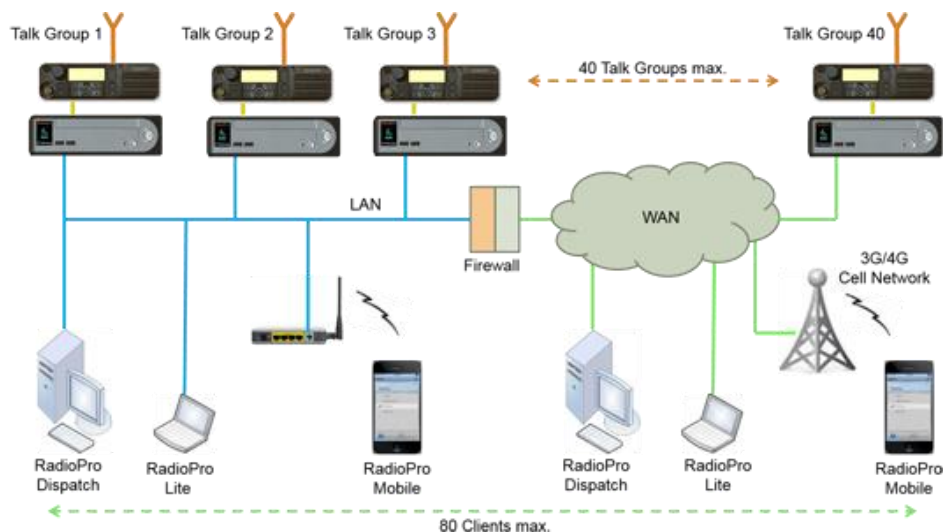 Talk Group 1
Talk Group 2
Talk Group 3
Talk Group 40
40 Talk Groups max.
LAN
WAN
Firewall
3G/4G
Cell Network
RadioPro
Dispatch
RadioPro
Lite
RadioPro
Mobile
RadioPro
Dispatch
RadioPro
Lite
RadioPro
Mobile
80 Clients max.